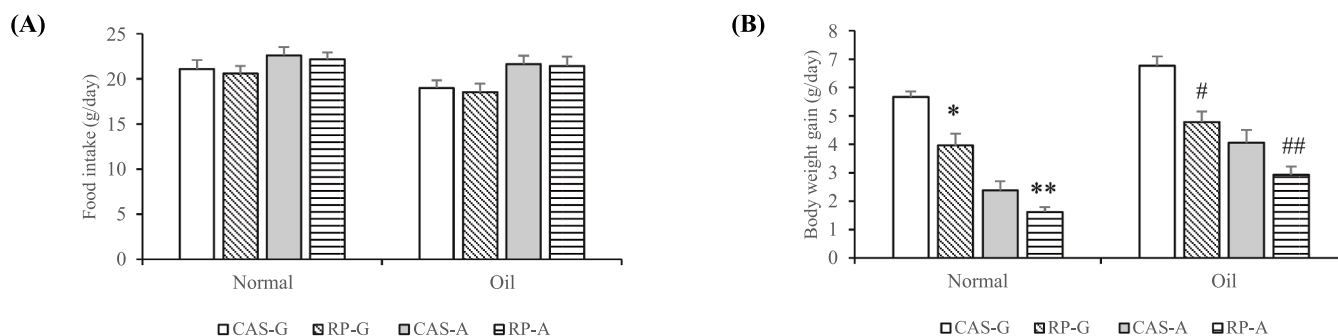 (A)
Food intake (g/day)
25
20
15
10
5
0
Normal
Oil
CAS-G
RP-G
CAS-A
RP-A
(B)
Body weight gain (g/day)
8
7
6
5
4
3
2
1
0
*
**
#
##
Normal
Oil
CAS-G
RP-G
CAS-A
RP-A